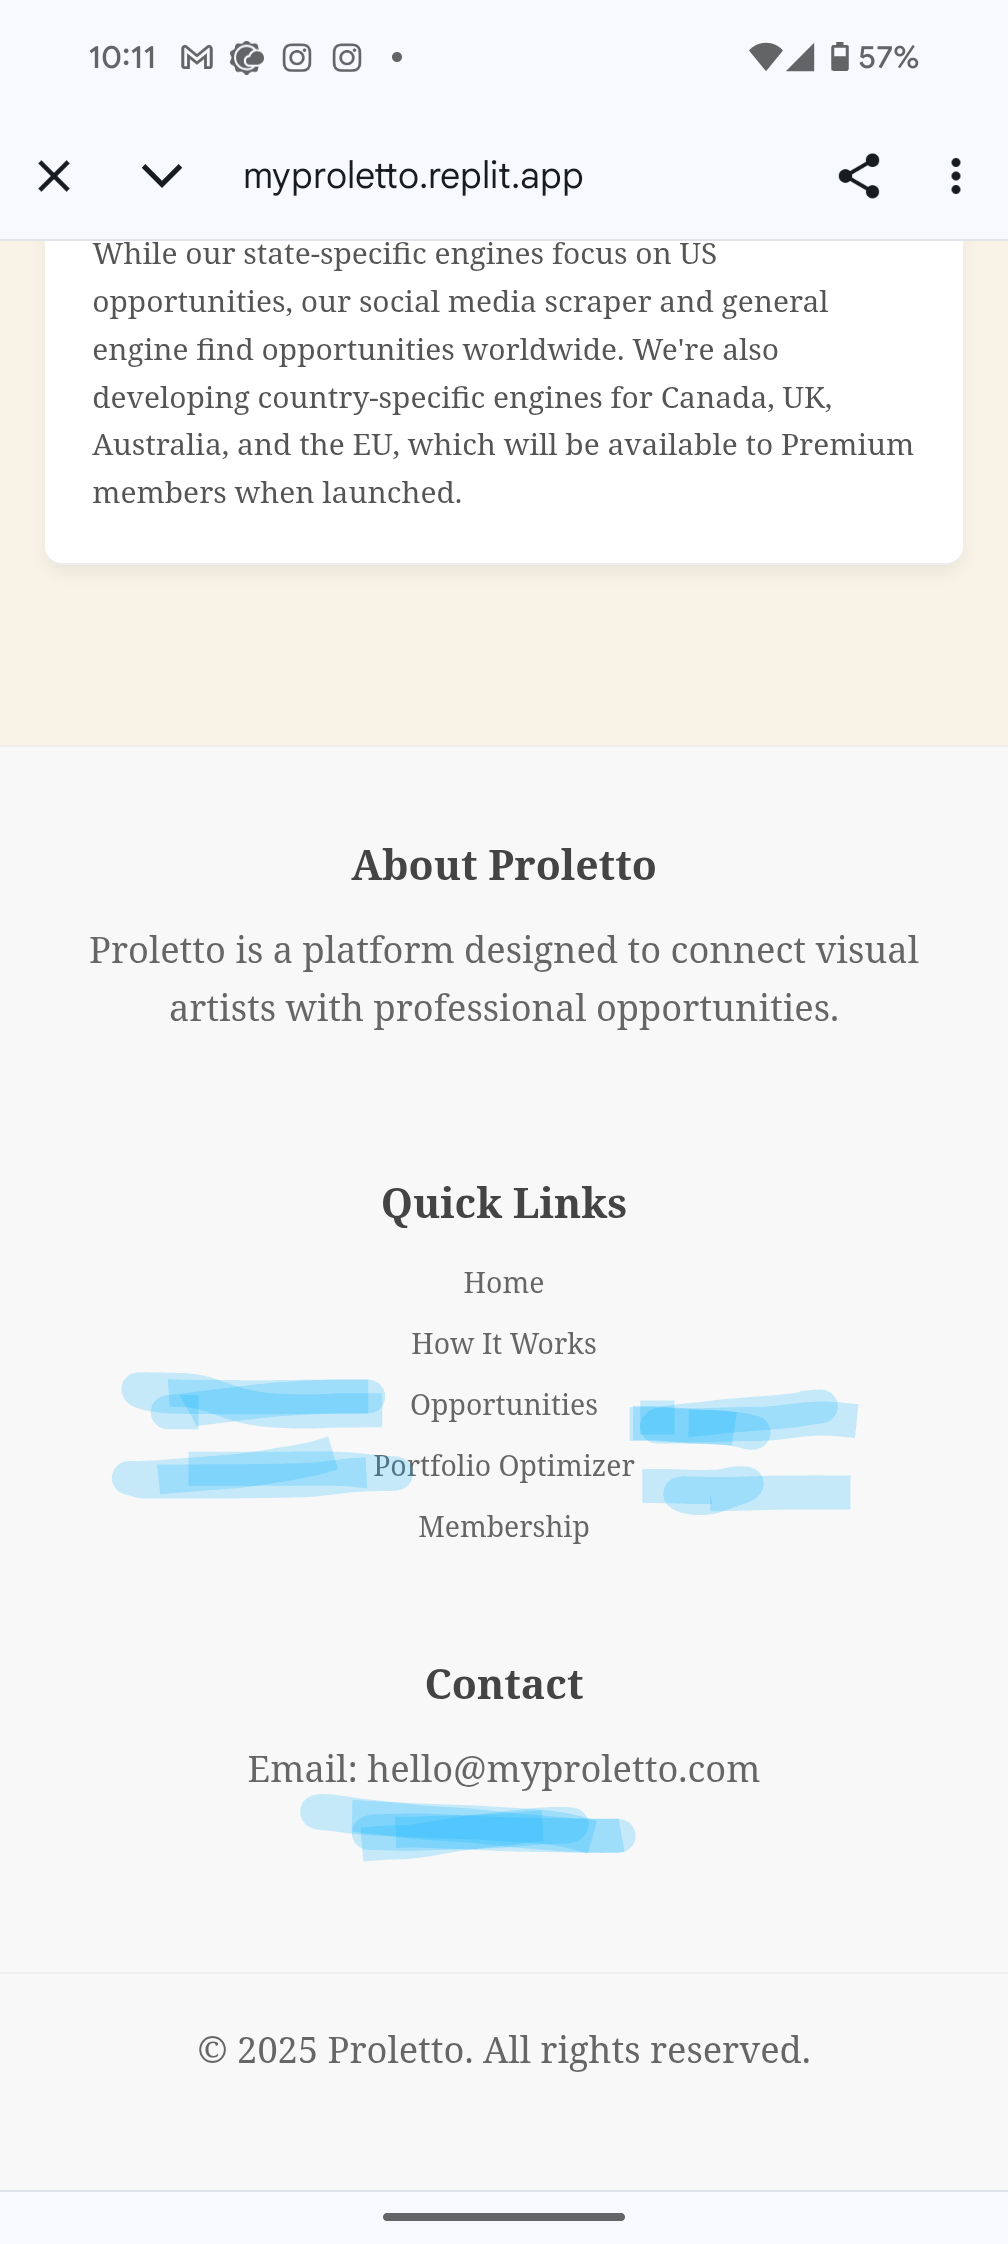 10:11
57%
myproletto.replit.app
While our state-specific engines focus on US
opportunities, our social media scraper and general
engine find opportunities worldwide. We're also
developing country-specific engines for Canada, UK,
Australia, and the EU, which will be available to Premium
members when launched.
About Proletto
Proletto is a platform designed to connect visual
artists with professional opportunities.
Quick Links
Home
How It Works
Opportunities
Portfolio Optimizer
Membership
Contact
Email: hello@myproletto.com
© 2025 Proletto. All rights reserved.